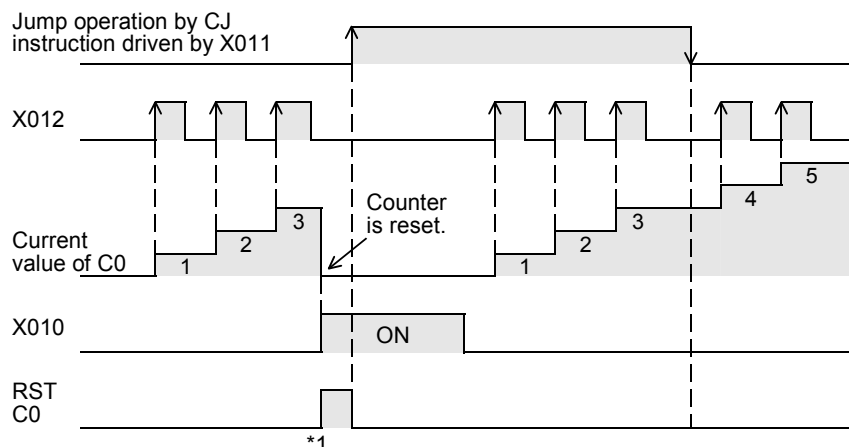 Jump operation by CJ
instruction driven by X011
X012
Counter
is reset.
Current
value of C0
1
2
3
1
2
3
4
5
X010
ON
RST
C0
*1